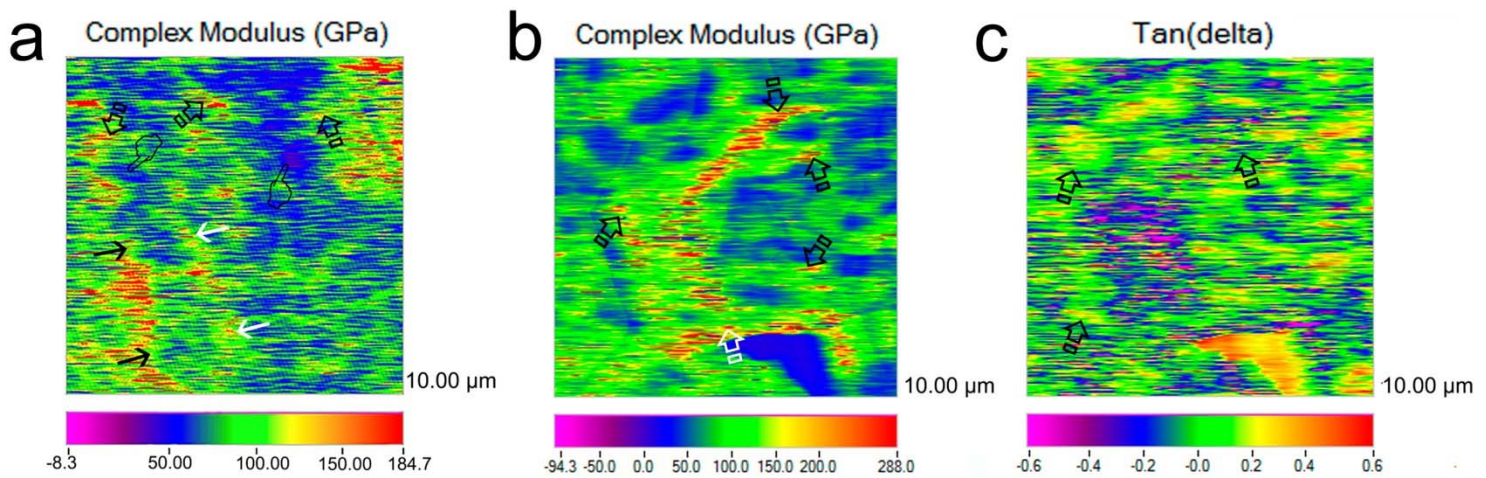 a
Complex Modulus (GPa)
10.00 μm
-8.3 50.00 100.00 150.00 184.7
b
Complex Modulus (GPa)
10.00 μm
-94.3 -50.0 0.0 50.0 100.0 150.0 200.0 288.0
c
Tan(delta)
10.00 μm
-0.6 -0.4 -0.2 -0.0 0.2 0.4 0.6